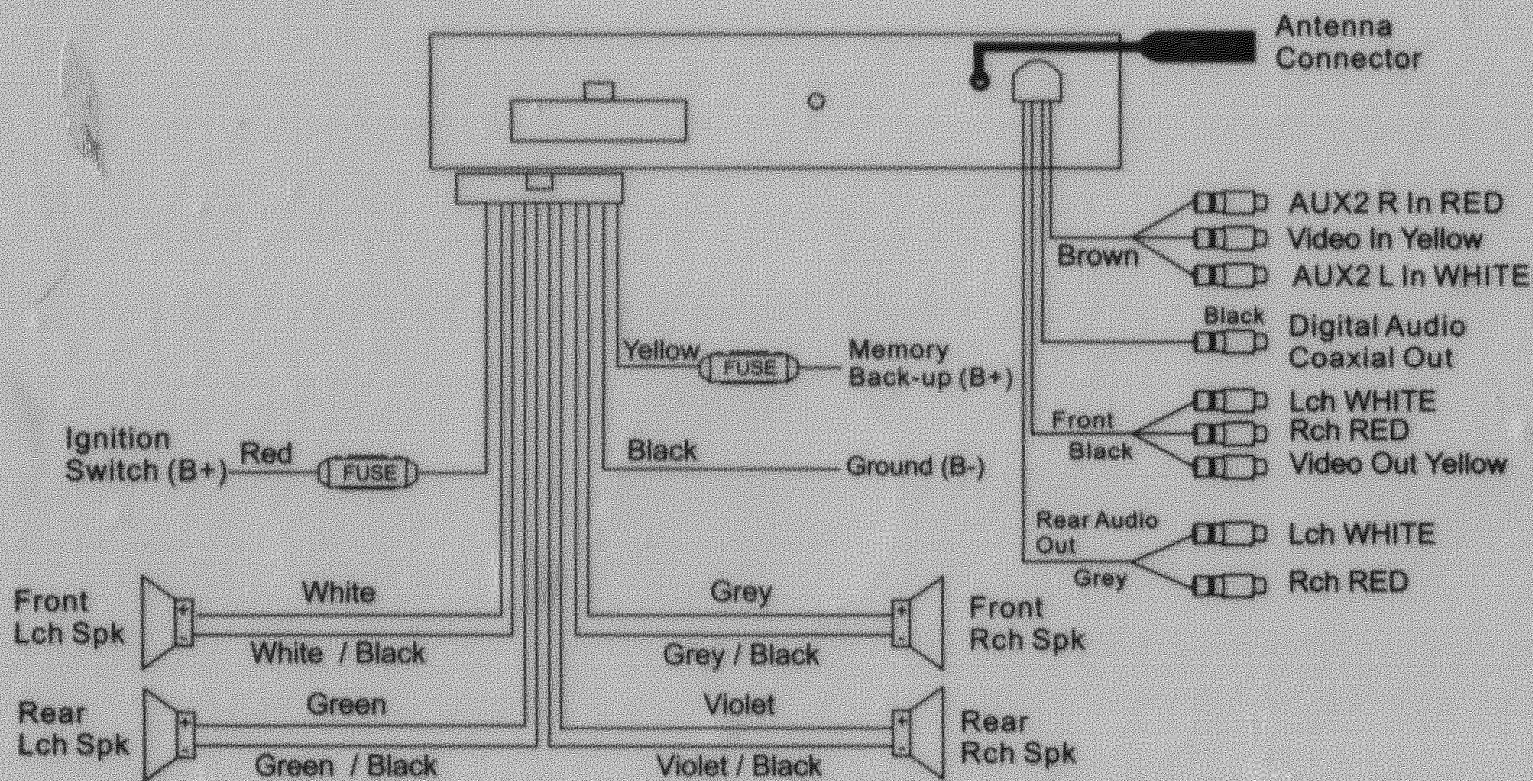 Antenna
Connector
AUX2 R In RED
Video In Yellow
Brown
AUX2 L In WHITE
Black
Digital Audio
Coaxial Out
Yellow
FUSE
Memory
Back-up (B+)
Front
Black
Lch WHITE
Rch RED
Video Out Yellow
Ignition
Switch (B+)
Red
FUSE
Black
Ground (B-)
Rear Audio
Out
Grey
Lch WHITE
Rch RED
Front
Lch Spk
+
-
White
White / Black
Grey
Grey / Black
+
-
Front
Rch Spk
Rear
Lch Spk
+
-
Green
Green / Black
Violet
Violet / Black
+
-
Rear
Rch Spk